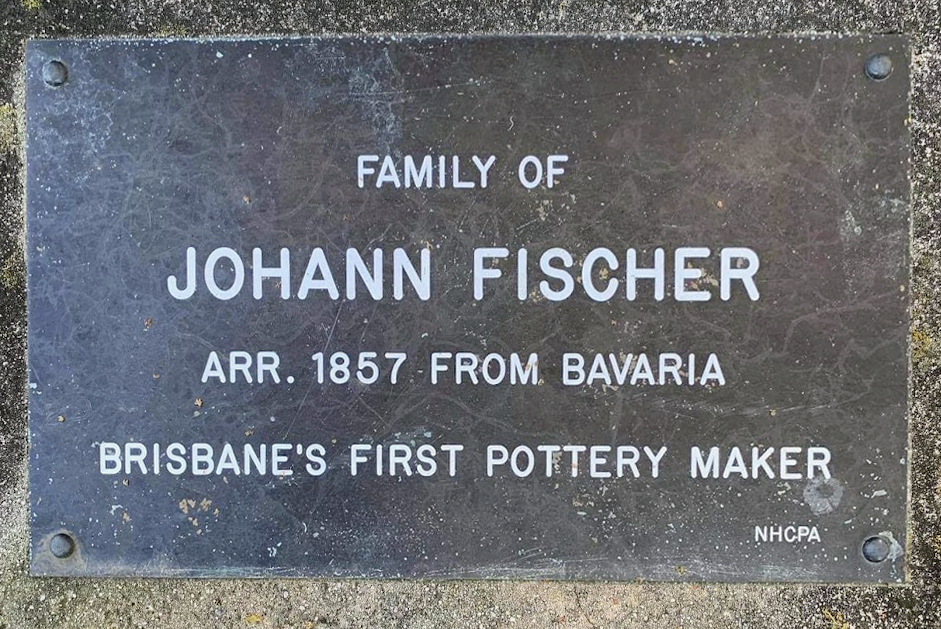 FAMILY OF
JOHANN FISCHER
ARR. 1857 FROM BAVARIA
BRISBANE'S FIRST POTTERY MAKER
NHCPA